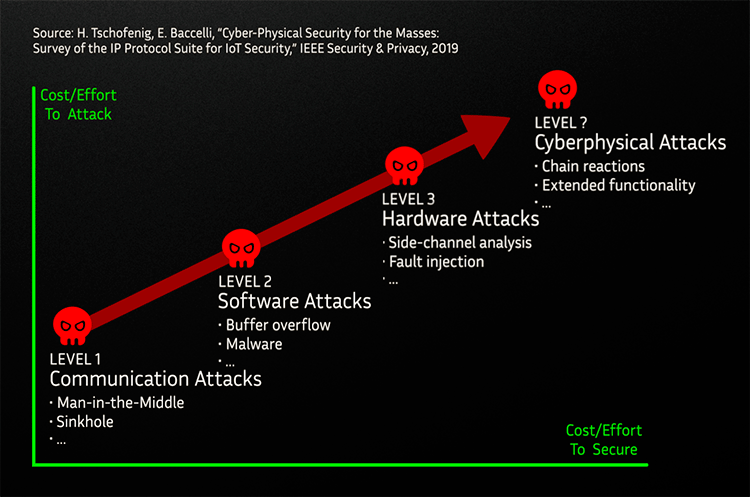 Source: H. Tschofenig, E. Baccelli, "Cyber-Physical Security for the Masses:
Survey of the IP Protocol Suite for IoT Security," IEEE Security & Privacy, 2019
Cost/Effort
To Attack
LEVEL ?
Cyberphysical Attacks
· Chain reactions
· Extended functionality
· ...
LEVEL 3
Hardware Attacks
· Side-channel analysis
· Fault injection
· ...
LEVEL 2
Software Attacks
· Buffer overflow
· Malware
· ...
LEVEL 1
Communication Attacks
· Man-in-the-Middle
· Sinkhole
· ...
Cost/Effort
To Secure